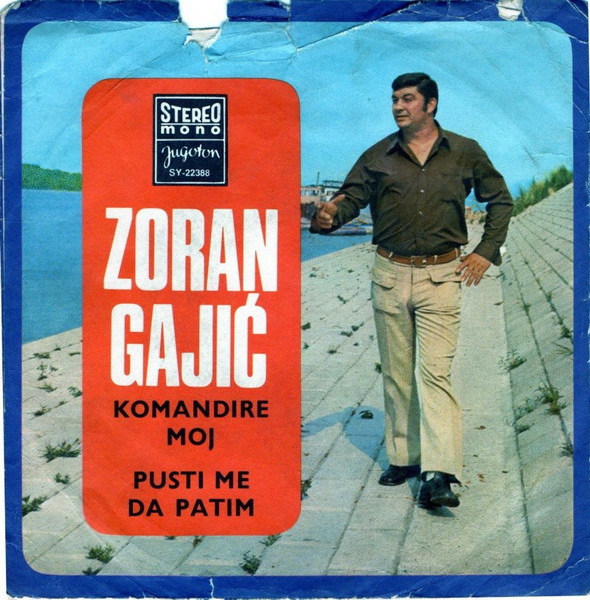 STEREO
mono
Jugoton
SY-22388
ZORAN
GAJIĆ
KOMANDIRE
MOJ
PUSTI ME
DA PATIM